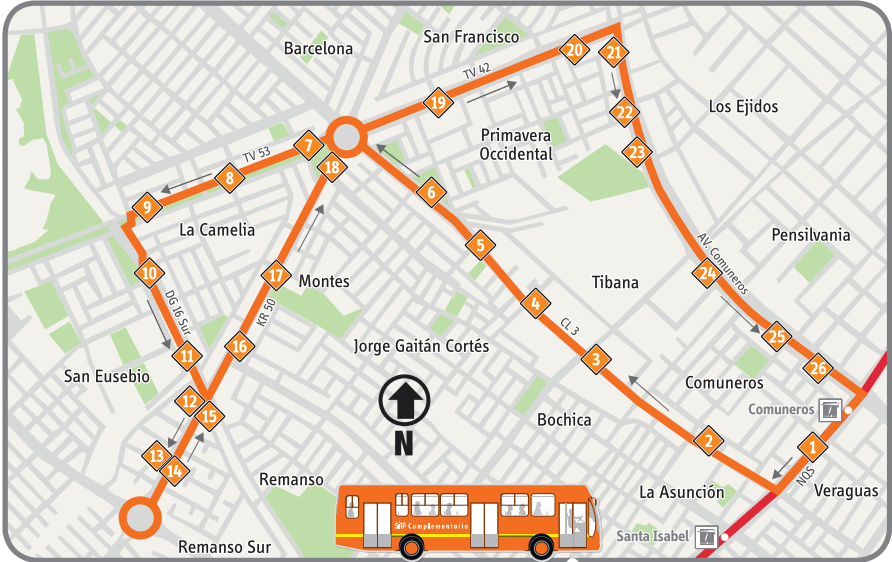 San Francisco
Barcelona
20
21
TV 42
19
22
Los Ejidos
Primavera
Occidental
7
18
TV 53
8
23
6
9
La Camelia
5
Pensilvania
10
17
Montes
Tibana
24
AV. Comuneros
DG 16 Sur
KR 50
4
CL 3
25
11
16
Jorge Gaitán Cortés
3
26
San Eusebio
Comuneros
12
15
Comuneros
N
Bochica
2
1
13
14
NQS
Remanso
La Asunción
Veraguas
SITP Complementario
Santa Isabel
Remanso Sur